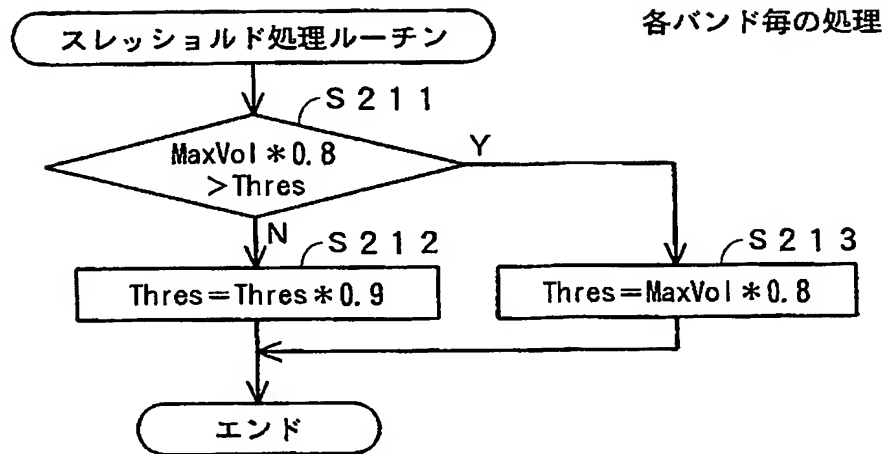 各バンド毎の処理
スレッショルド処理ルーチン
S211
MaxVol*0.8
>Thres
Y
N
S212
S213
Thres=Thres*0.9
Thres=MaxVol*0.8
エンド